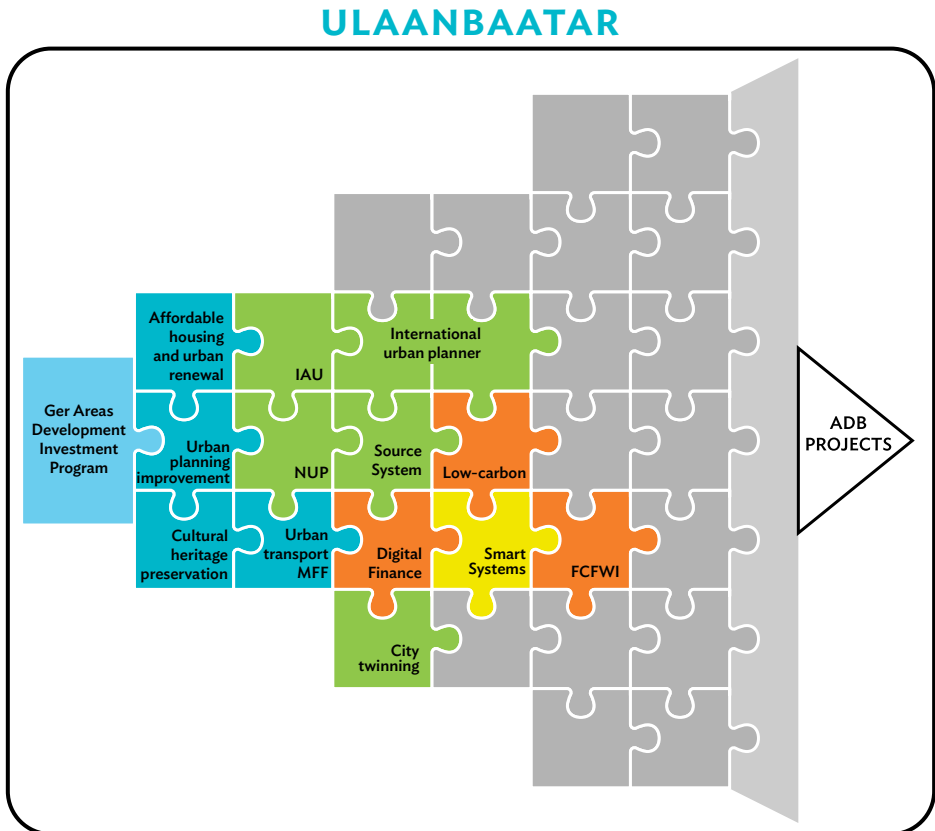 ULAANBAATAR
Affordable
housing
and urban
renewal
IAU
International
urban planner
Ger Areas
Development
Investment
Program
Urban
planning
improvement
NUP
Source
System
Low-carbon
ADB
PROJECTS
Cultural
heritage
preservation
Urban
transport
MFF
Digital
Finance
Smart
Systems
FCFWI
City
twinning